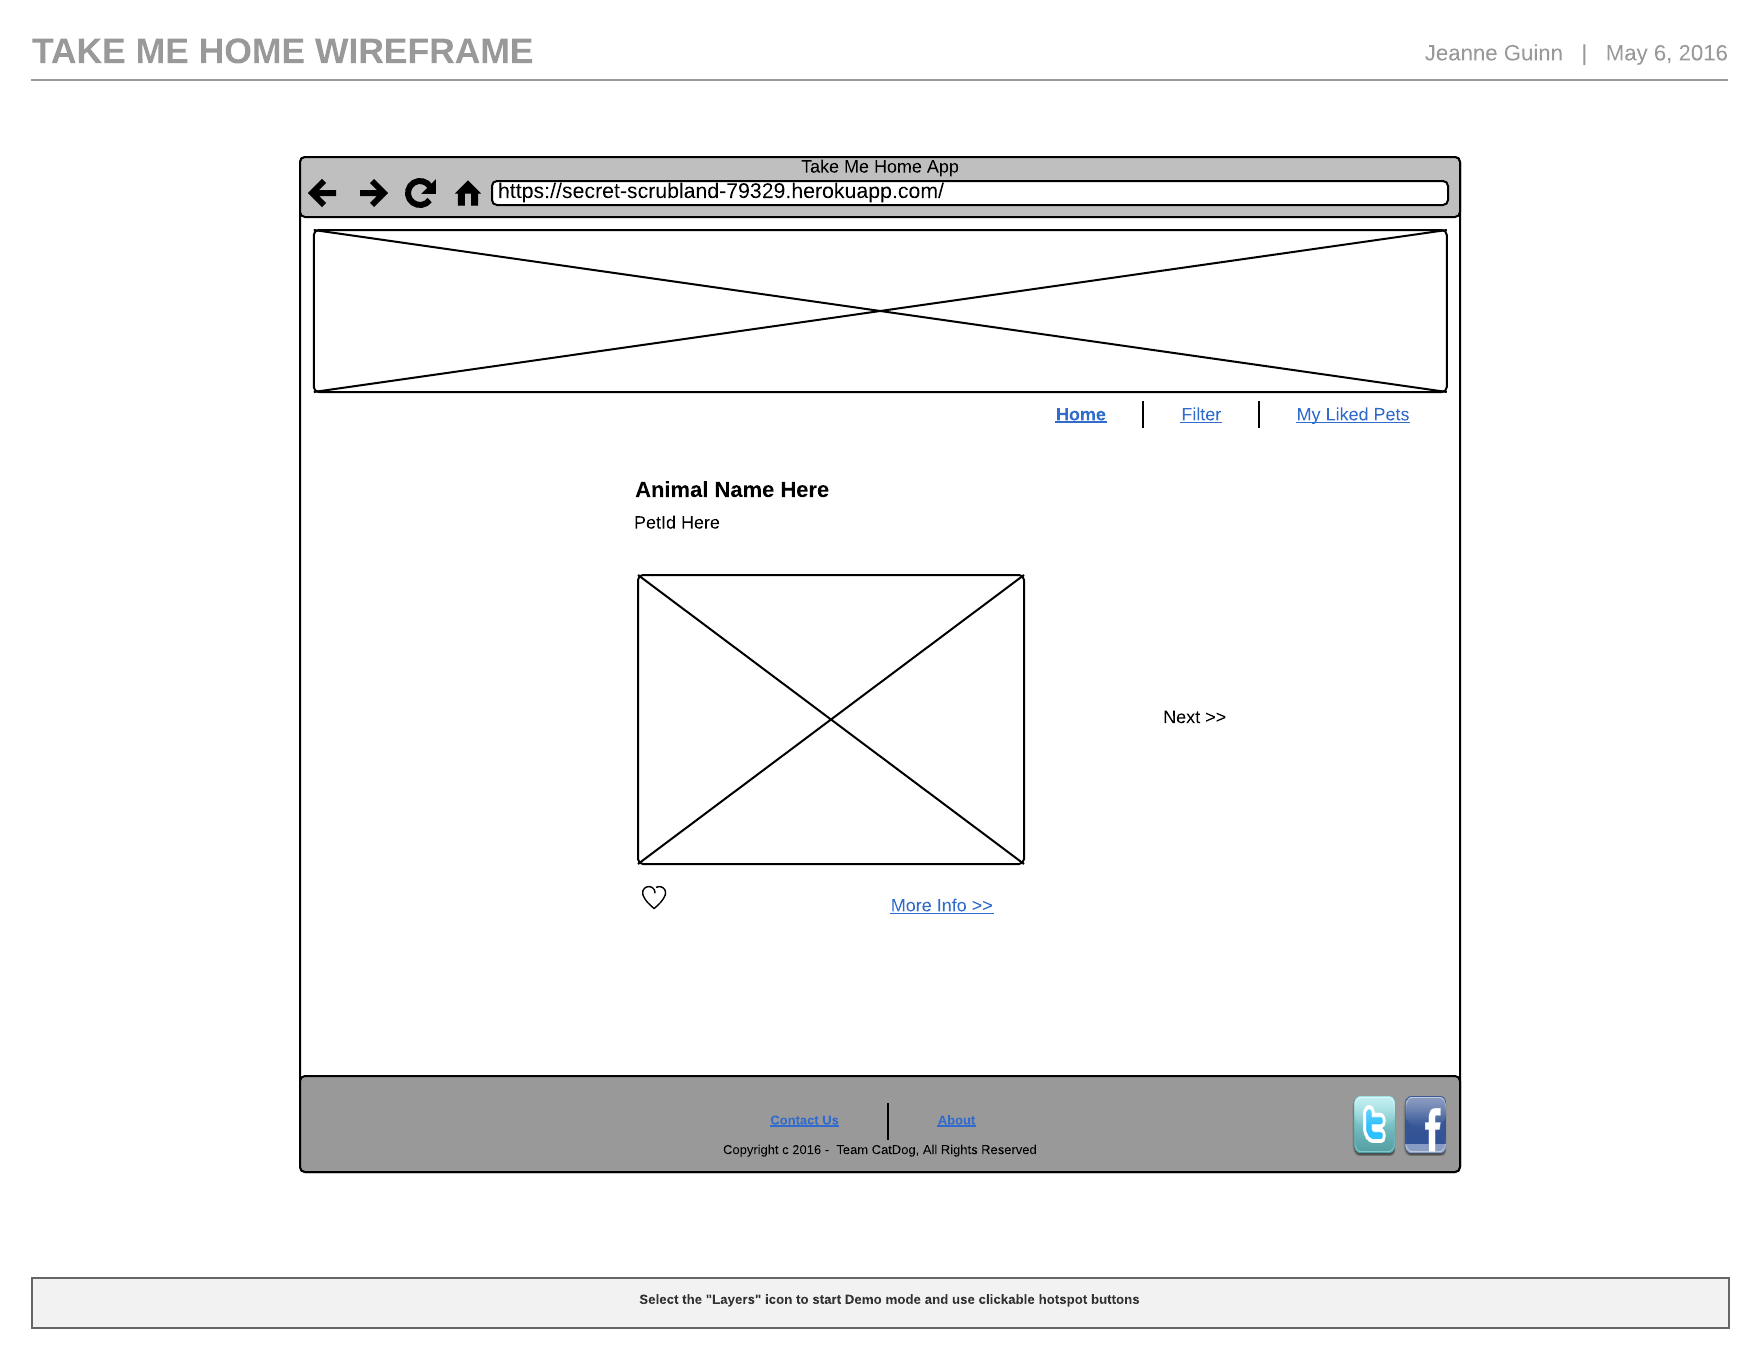 TAKE ME HOME WIREFRAME
Jeanne Guinn | May 6, 2016
Take Me Home App
https://secret-scrubland-79329.herokuapp.com/
Home
Filter
My Liked Pets
Animal Name Here
PetId Here
Next >>
More Info >>
Contact Us
About
Copyright c 2016 -  Team CatDog, All Rights Reserved
Select the "Layers" icon to start Demo mode and use clickable hotspot buttons